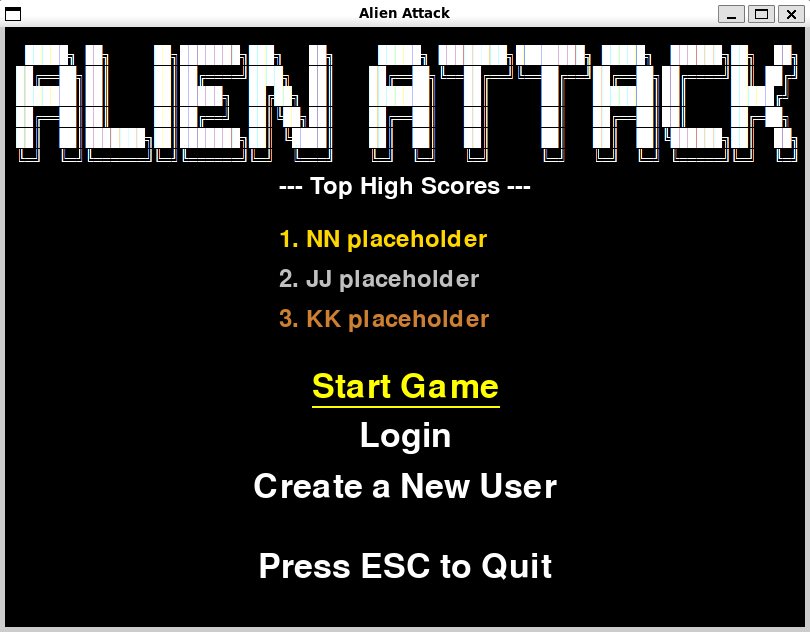 Alien Attack
ALIEN ATTACK
--- Top High Scores ---
1. NN placeholder
2. JJ placeholder
3. KK placeholder
Start Game
Login
Create a New User
Press ESC to Quit